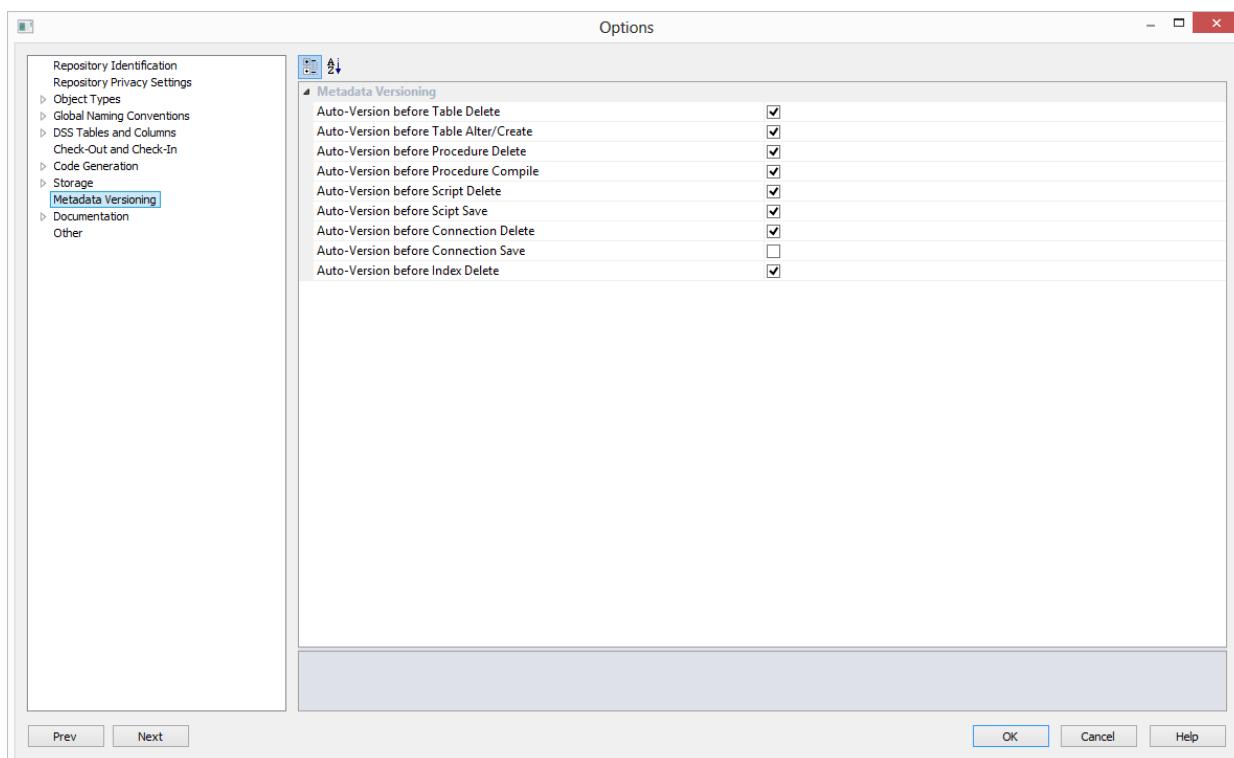 Options
Repository Identification
Repository Privacy Settings
Object Types
Global Naming Conventions
DSS Tables and Columns
Check-Out and Check-In
Code Generation
Storage
Metadata Versioning
Documentation
Other
Metadata Versioning
Auto-Version before Table Delete
Auto-Version before Table Alter/Create
Auto-Version before Procedure Delete
Auto-Version before Procedure Compile
Auto-Version before Script Delete
Auto-Version before Scipt Save
Auto-Version before Connection Delete
Auto-Version before Connection Save
Auto-Version before Index Delete
Prev Next OK Cancel Help